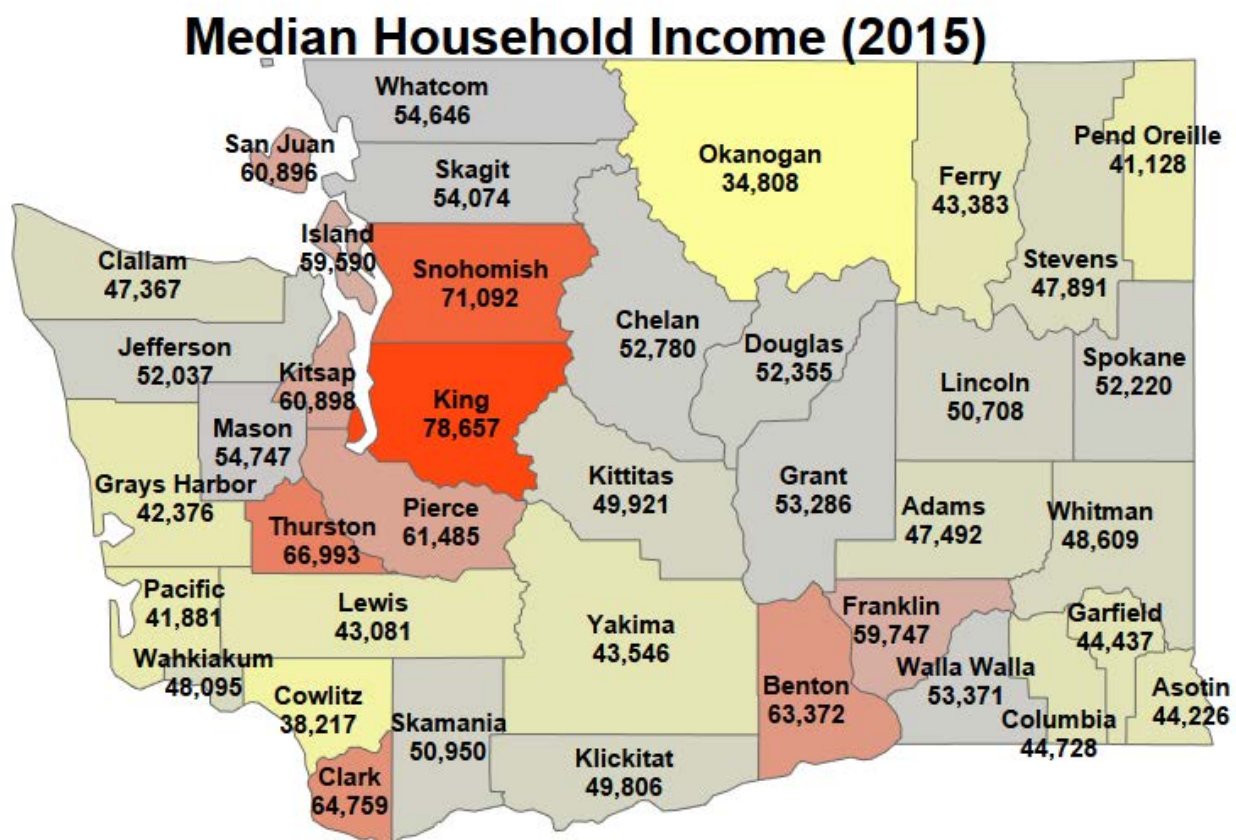 Median Household Income (2015)
Whatcom
54,646
San Juan
60,896
Skagit
54,074
Okanogan
34,808
Ferry
43,383
Pend Oreille
41,128
Island
59,590
Clallam
47,367
Snohomish
71,092
Stevens
47,891
Chelan
52,780
Douglas
52,355
Jefferson
52,037
Kitsap
60,898
King
78,657
Lincoln
50,708
Spokane
52,220
Mason
54,747
Grays Harbor
42,376
Thurston
66,993
Pierce
61,485
Kittitas
49,921
Grant
53,286
Adams
47,492
Whitman
48,609
Pacific
41,881
Lewis
43,081
Yakima
43,546
Franklin
59,747
Garfield
44,437
Wahkiakum
48,095
Cowlitz
38,217
Skamania
50,950
Benton
63,372
Walla Walla
53,371
Columbia
44,728
Asotin
44,226
Clark
64,759
Klickitat
49,806